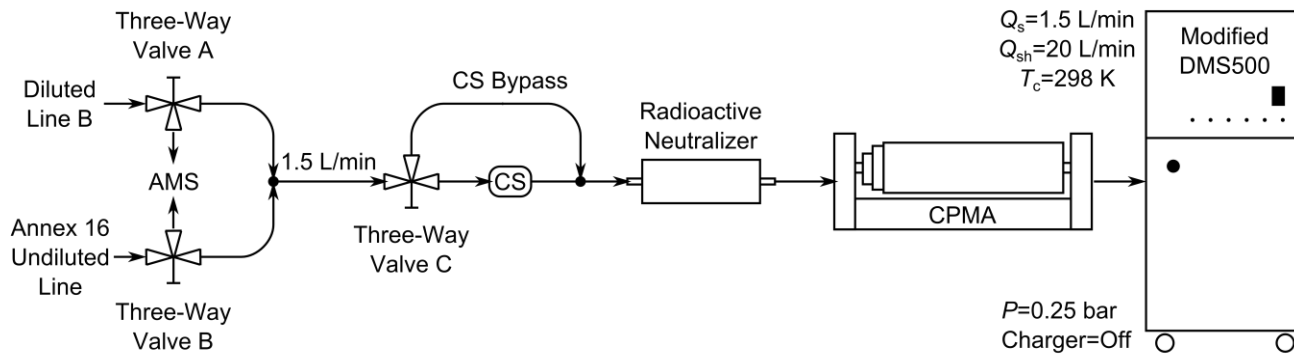 Three-Way
Valve A
Diluted
Line B
AMS
Annex 16
Undiluted
Line
Three-Way
Valve B
1.5 L/min
CS Bypass
CS
Three-Way
Valve C
Radioactive
Neutralizer
CPMA
Qs=1.5 L/min
Qsh=20 L/min
Tc=298 K
Modified
DMS500
P=0.25 bar
Charger=Off